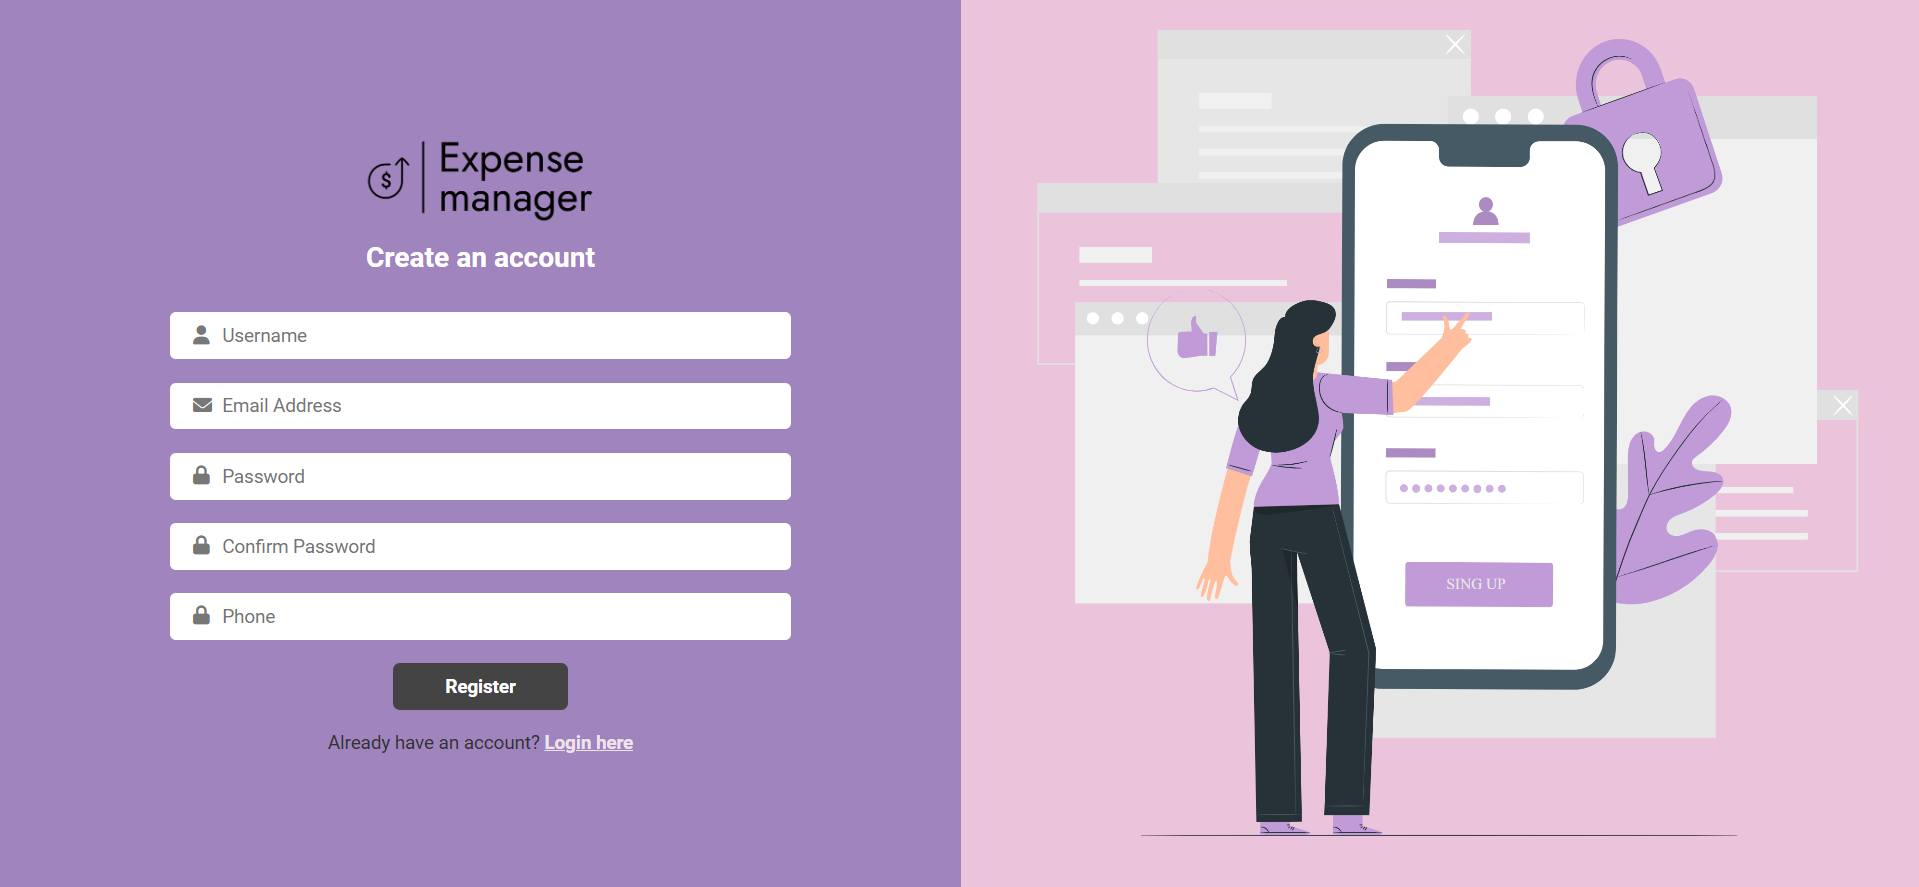 Expense
manager
Create an account
Username
Email Address
Password
Confirm Password
Phone
Register
Already have an account? Login here
SING UP